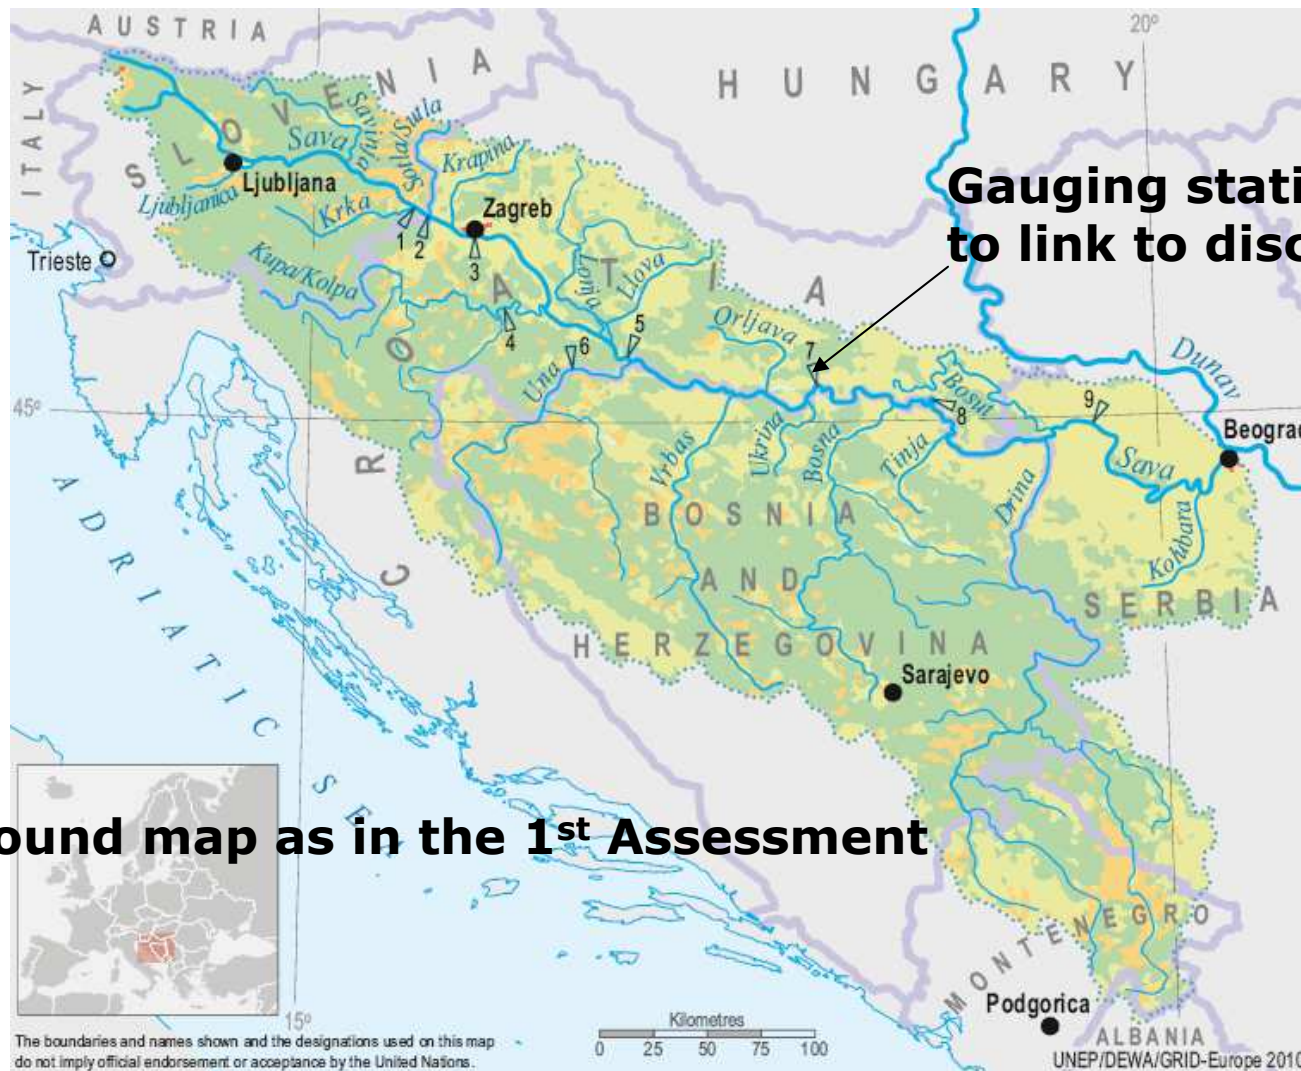 AUSTRIA
20º
HUNGARY
ITALY
SLOVENIA
Savinja
Sotla/Sutla
Sava
Krapina
Ljubljana
Ljubljanica
Krka
Zagreb
Gauging stati
to link to disc
Trieste
1
2
3
Kupa/Kolpa
Lonja
Llova
CROATIA
Orljava
4
5
6
7
Una
Dunav
45º
Bosut
8
9
Beograd
Vrbas
Ukrina
Bosna
Tinja
Drina
Sava
Kolubara
BOSNIA
AND
HERZEGOVINA
SERBIA
ADRIATIC SEA
Sarajevo
ound map as in the 1st Assessment
MONTENEGRO
Podgorica
ALBANIA
15º
Kilometres
0 25 50 75 100
The boundaries and names shown and the designations used on this map
do not imply official endorsement or acceptance by the United Nations.
UNEP/DEWA/GRID-Europe 2010